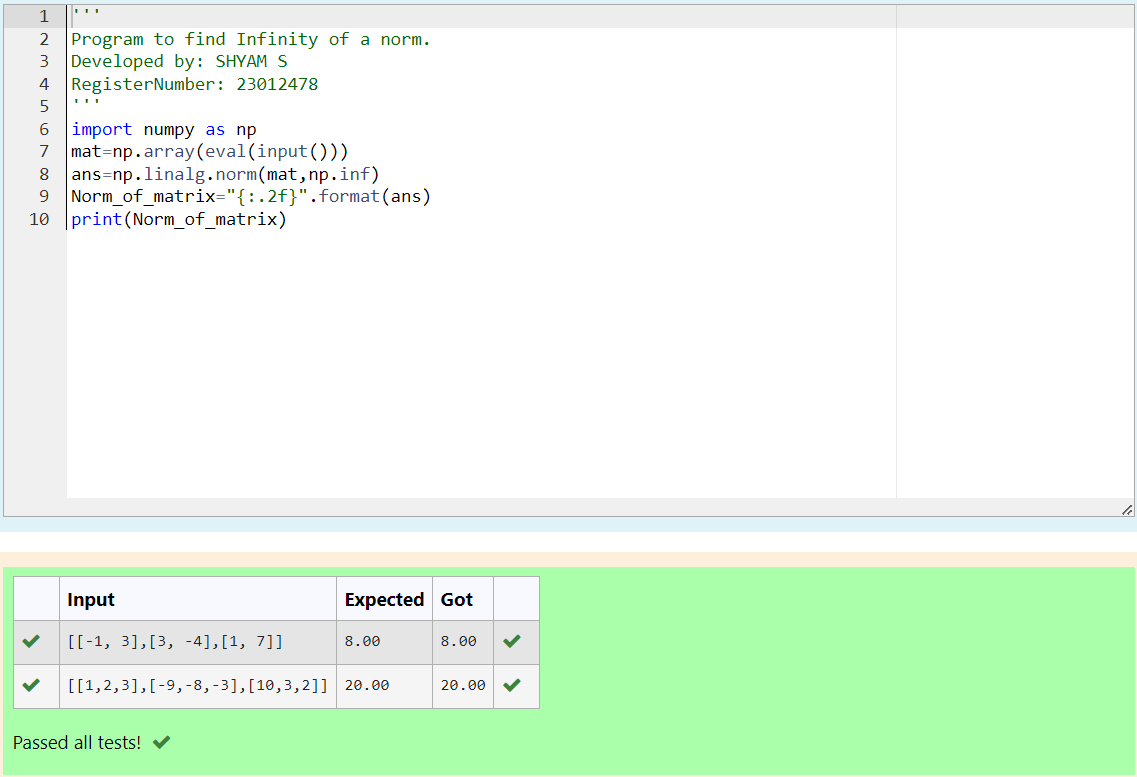 1 '''
2 Program to find Infinity of a norm.
3 Developed by: SHYAM S
4 RegisterNumber: 23012478
5 '''
6 import numpy as np
7 mat=np.array(eval(input()))
8 ans=np.linalg.norm(mat,np.inf)
9 Norm_of_matrix="{:.2f}".format(ans)
10 print(Norm_of_matrix)
Input Expected Got
[[-1, 3],[3, -4],[1, 7]] 8.00 8.00
[[1,2,3],[-9,-8,-3],[10,3,2]] 20.00 20.00
Passed all tests!